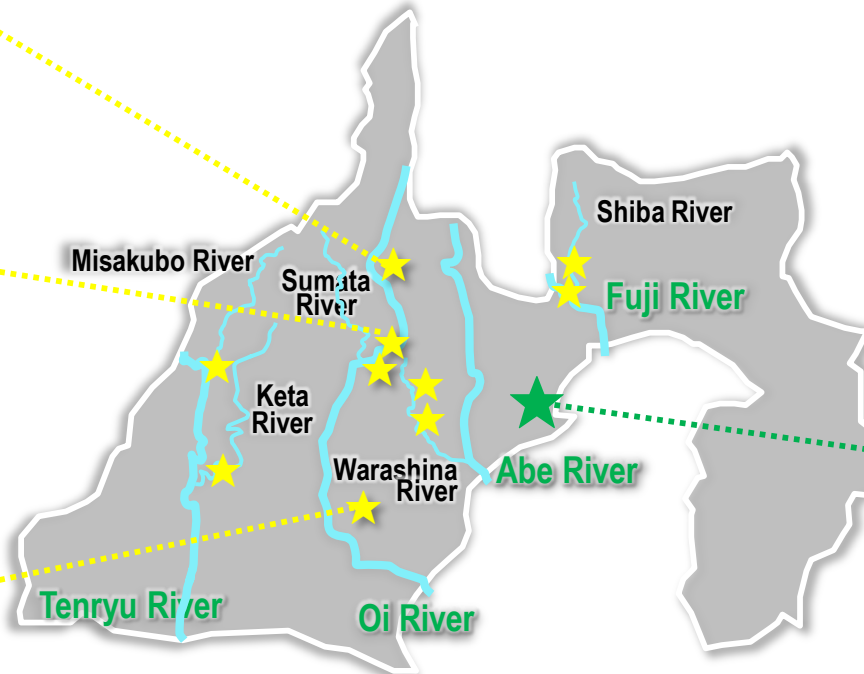 Shiba River
Misakubo River
Sumata
River
Fuji River
Keta
River
Warashina
River
Abe River
Tenryu River
Oi River